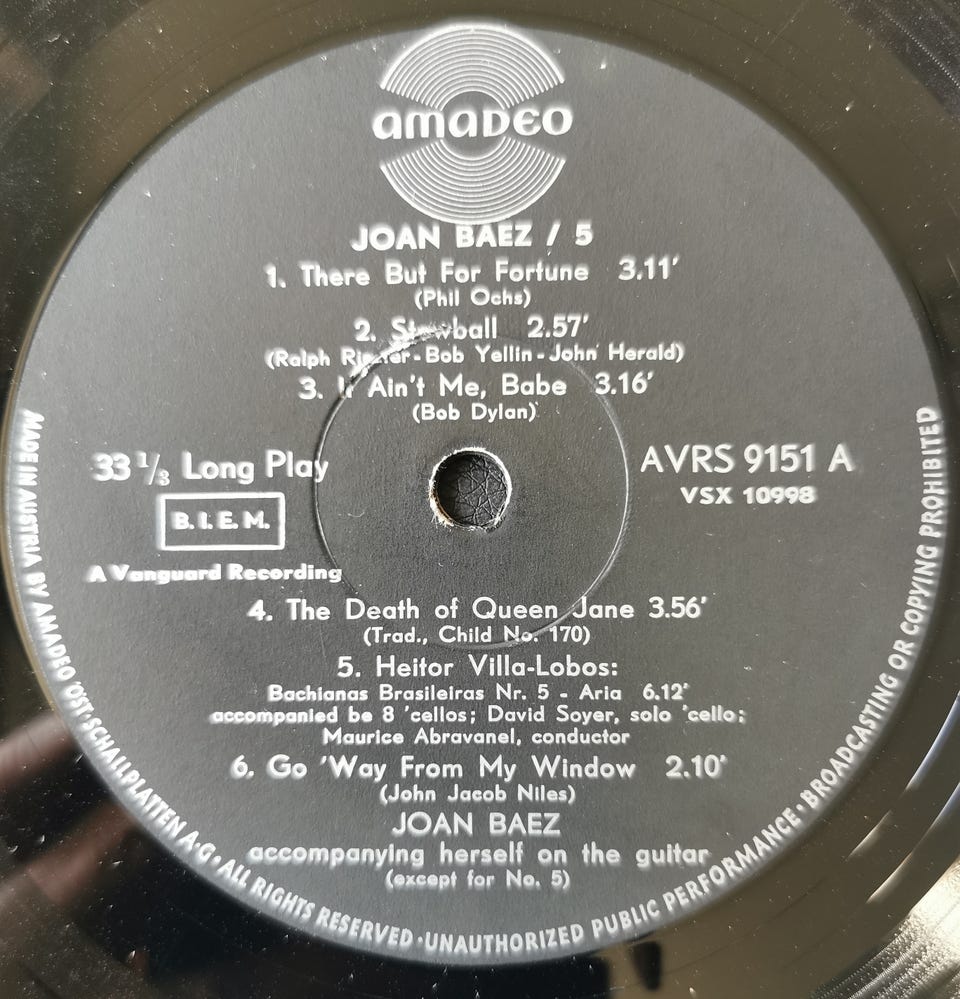 amadeo
JOAN BAEZ / 5
1. There But For Fortune 3.11'
(Phil Ochs)
2. Stewball 2.57'
(Ralph Rinzler-Bob Yellin-John Herald)
3. It Ain't Me, Babe 3.16'
(Bob Dylan)
33 1/3 Long Play
B.I.E.M.
A Vanguard Recording
AVRS 9151 A
VSX 10998
4. The Death of Queen Jane 3.56'
(Trad., Child No. 170)
5. Heitor Villa-Lobos:
Bachianas Brasileiras Nr. 5 - Aria 6.12'
accompanied be 8 'cellos; David Soyer, solo 'cello;
Maurice Abravanel, conductor
6. Go 'Way From My Window 2.10'
(John Jacob Niles)
JOAN BAEZ
accompanying herself on the guitar
(except for No. 5)
MADE IN AUSTRIA BY AMADEO ÖST. SCHALLPLATTEN A.G. • ALL RIGHTS RESERVED • UNAUTHORIZED PUBLIC PERFORMANCE • BROADCASTING OR COPYING PROHIBITED